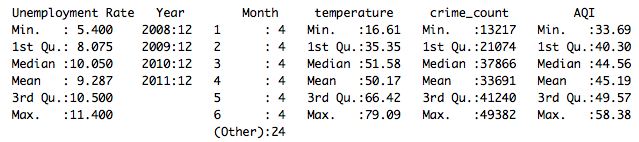 Unemployment Rate   Year      Month   temperature   crime_count   AQI
Min.   : 5.400   2008:12   1      : 4   Min.   :16.61   Min.   :13217   Min.   :33.69
1st Qu.: 8.075   2009:12   2      : 4   1st Qu.:35.35   1st Qu.:21074   1st Qu.:40.30
Median :10.050   2010:12   3      : 4   Median :51.58   Median :37866   Median :44.56
Mean   : 9.287   2011:12   4      : 4   Mean   :50.17   Mean   :33691   Mean   :45.19
3rd Qu.:10.500             5      : 4   3rd Qu.:66.42   3rd Qu.:41240   3rd Qu.:49.57
Max.   :11.400             6      : 4   Max.   :79.09   Max.   :49382   Max.   :58.38
(Other):24